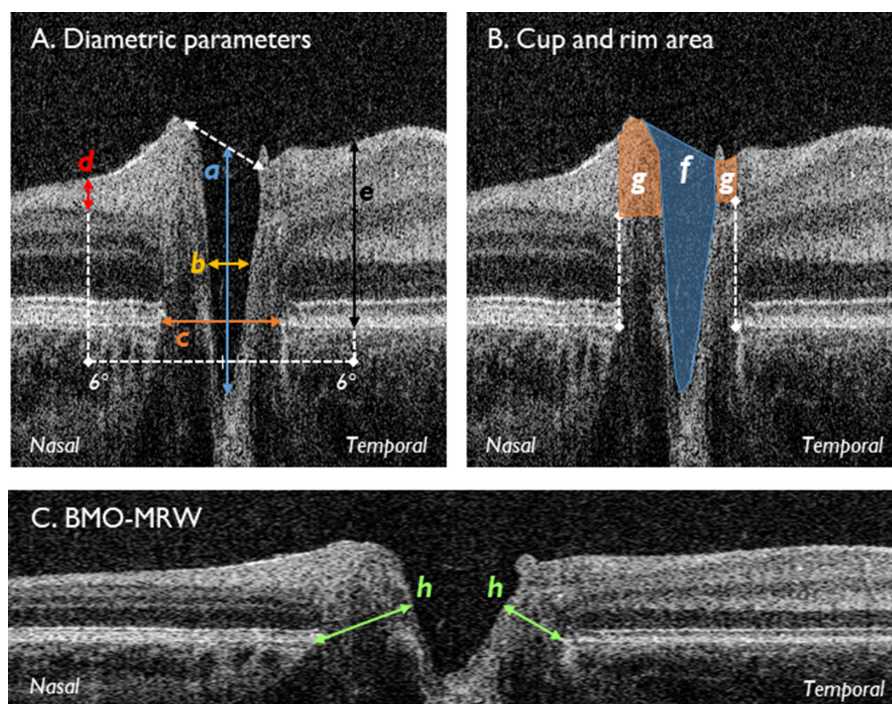 A. Diametric parameters
d
a
e
b
c
6°
6°
Nasal
Temporal
B. Cup and rim area
g
f
g
Nasal
Temporal
C. BMO-MRW
h
h
Nasal
Temporal